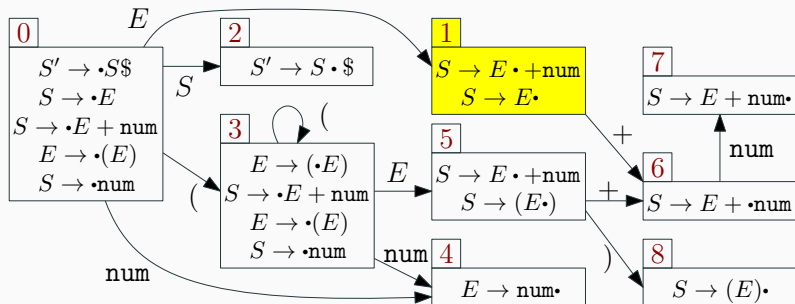 0
S′ → •S$
S → •E
S → •E + num
E → •(E)
S → •num
E
S
(
num
2
S′ → S • $
3
E → (•E)
S → •E + num
E → •(E)
S → •num
(
E
num
1
S → E • +num
S → E•
+
5
S → E • +num
S → (E•)
+
)
4
E → num•
7
S → E + num•
num
6
S → E + •num
8
S → (E)•